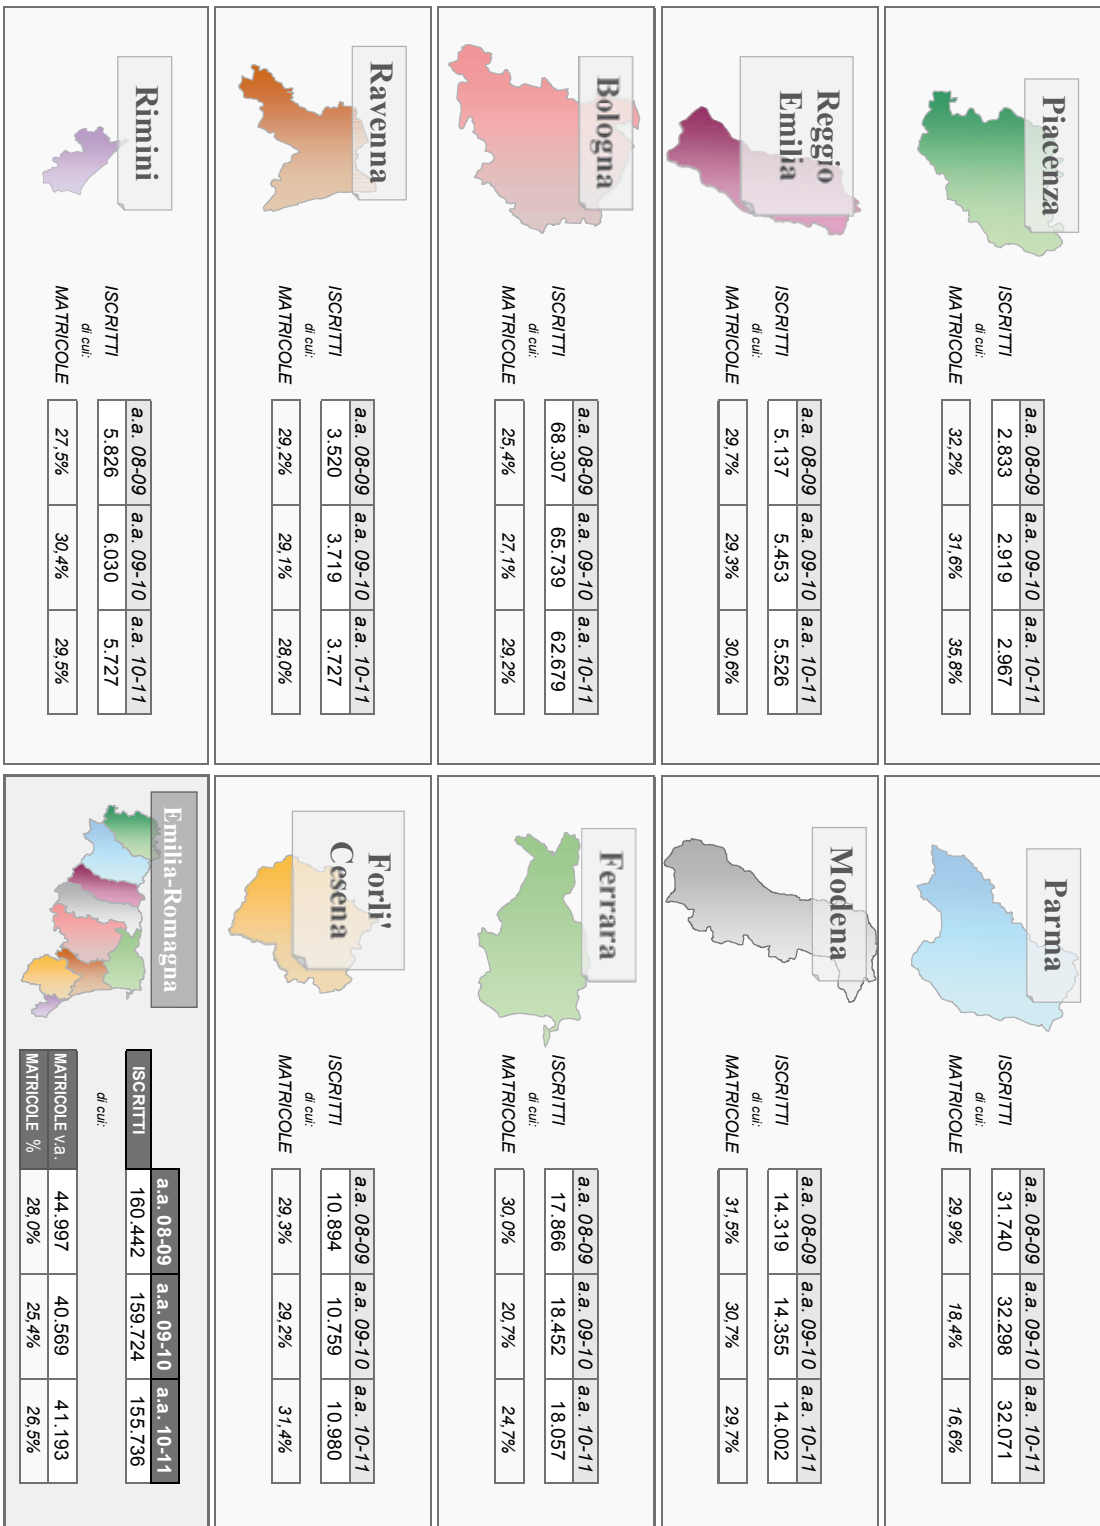 Piacenza
a.a. 08-09 a.a. 09-10 a.a. 10-11
ISCRITTI 2.833 2.919 2.967
di cui:
MATRICOLE 32,2% 31,6% 35,8%
Parma
a.a. 08-09 a.a. 09-10 a.a. 10-11
ISCRITTI 31.740 32.298 32.071
di cui:
MATRICOLE 29,9% 18,4% 16,6%
Reggio
Emilia
a.a. 08-09 a.a. 09-10 a.a. 10-11
ISCRITTI 5.137 5.453 5.526
di cui:
MATRICOLE 29,7% 29,3% 30,6%
Modena
a.a. 08-09 a.a. 09-10 a.a. 10-11
ISCRITTI 14.319 14.355 14.002
di cui:
MATRICOLE 31,5% 30,7% 29,7%
Bologna
a.a. 08-09 a.a. 09-10 a.a. 10-11
ISCRITTI 68.307 65.739 62.679
di cui:
MATRICOLE 25,4% 27,1% 29,2%
Ferrara
a.a. 08-09 a.a. 09-10 a.a. 10-11
ISCRITTI 17.866 18.452 18.057
di cui:
MATRICOLE 30,0% 20,7% 24,7%
Ravenna
a.a. 08-09 a.a. 09-10 a.a. 10-11
ISCRITTI 3.520 3.719 3.727
di cui:
MATRICOLE 29,2% 29,1% 28,0%
Forli'
Cesena
a.a. 08-09 a.a. 09-10 a.a. 10-11
ISCRITTI 10.894 10.759 10.980
di cui:
MATRICOLE 29,3% 29,2% 31,4%
Rimini
a.a. 08-09 a.a. 09-10 a.a. 10-11
ISCRITTI 5.826 6.030 5.727
di cui:
MATRICOLE 27,5% 30,4% 29,5%
Emilia-Romagna
a.a. 08-09 a.a. 09-10 a.a. 10-11
ISCRITTI 160.442 159.724 155.736
di cui:
MATRICOLE v.a. 44.997 40.569 41.193
MATRICOLE % 28,0% 25,4% 26,5%